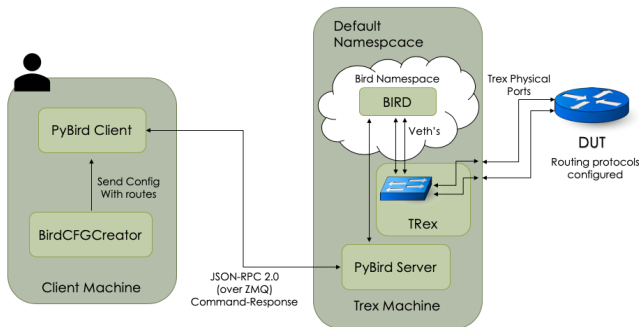 Default
Namespcace
Bird Namespace
BIRD
Veth's
Trex Physical
Ports
DUT
Routing protocols
configured
TRex
PyBird Client
Send Config
With routes
BirdCFGCreator
Client Machine
JSON-RPC 2.0
(over ZMQ)
Command-Response
PyBird Server
Trex Machine